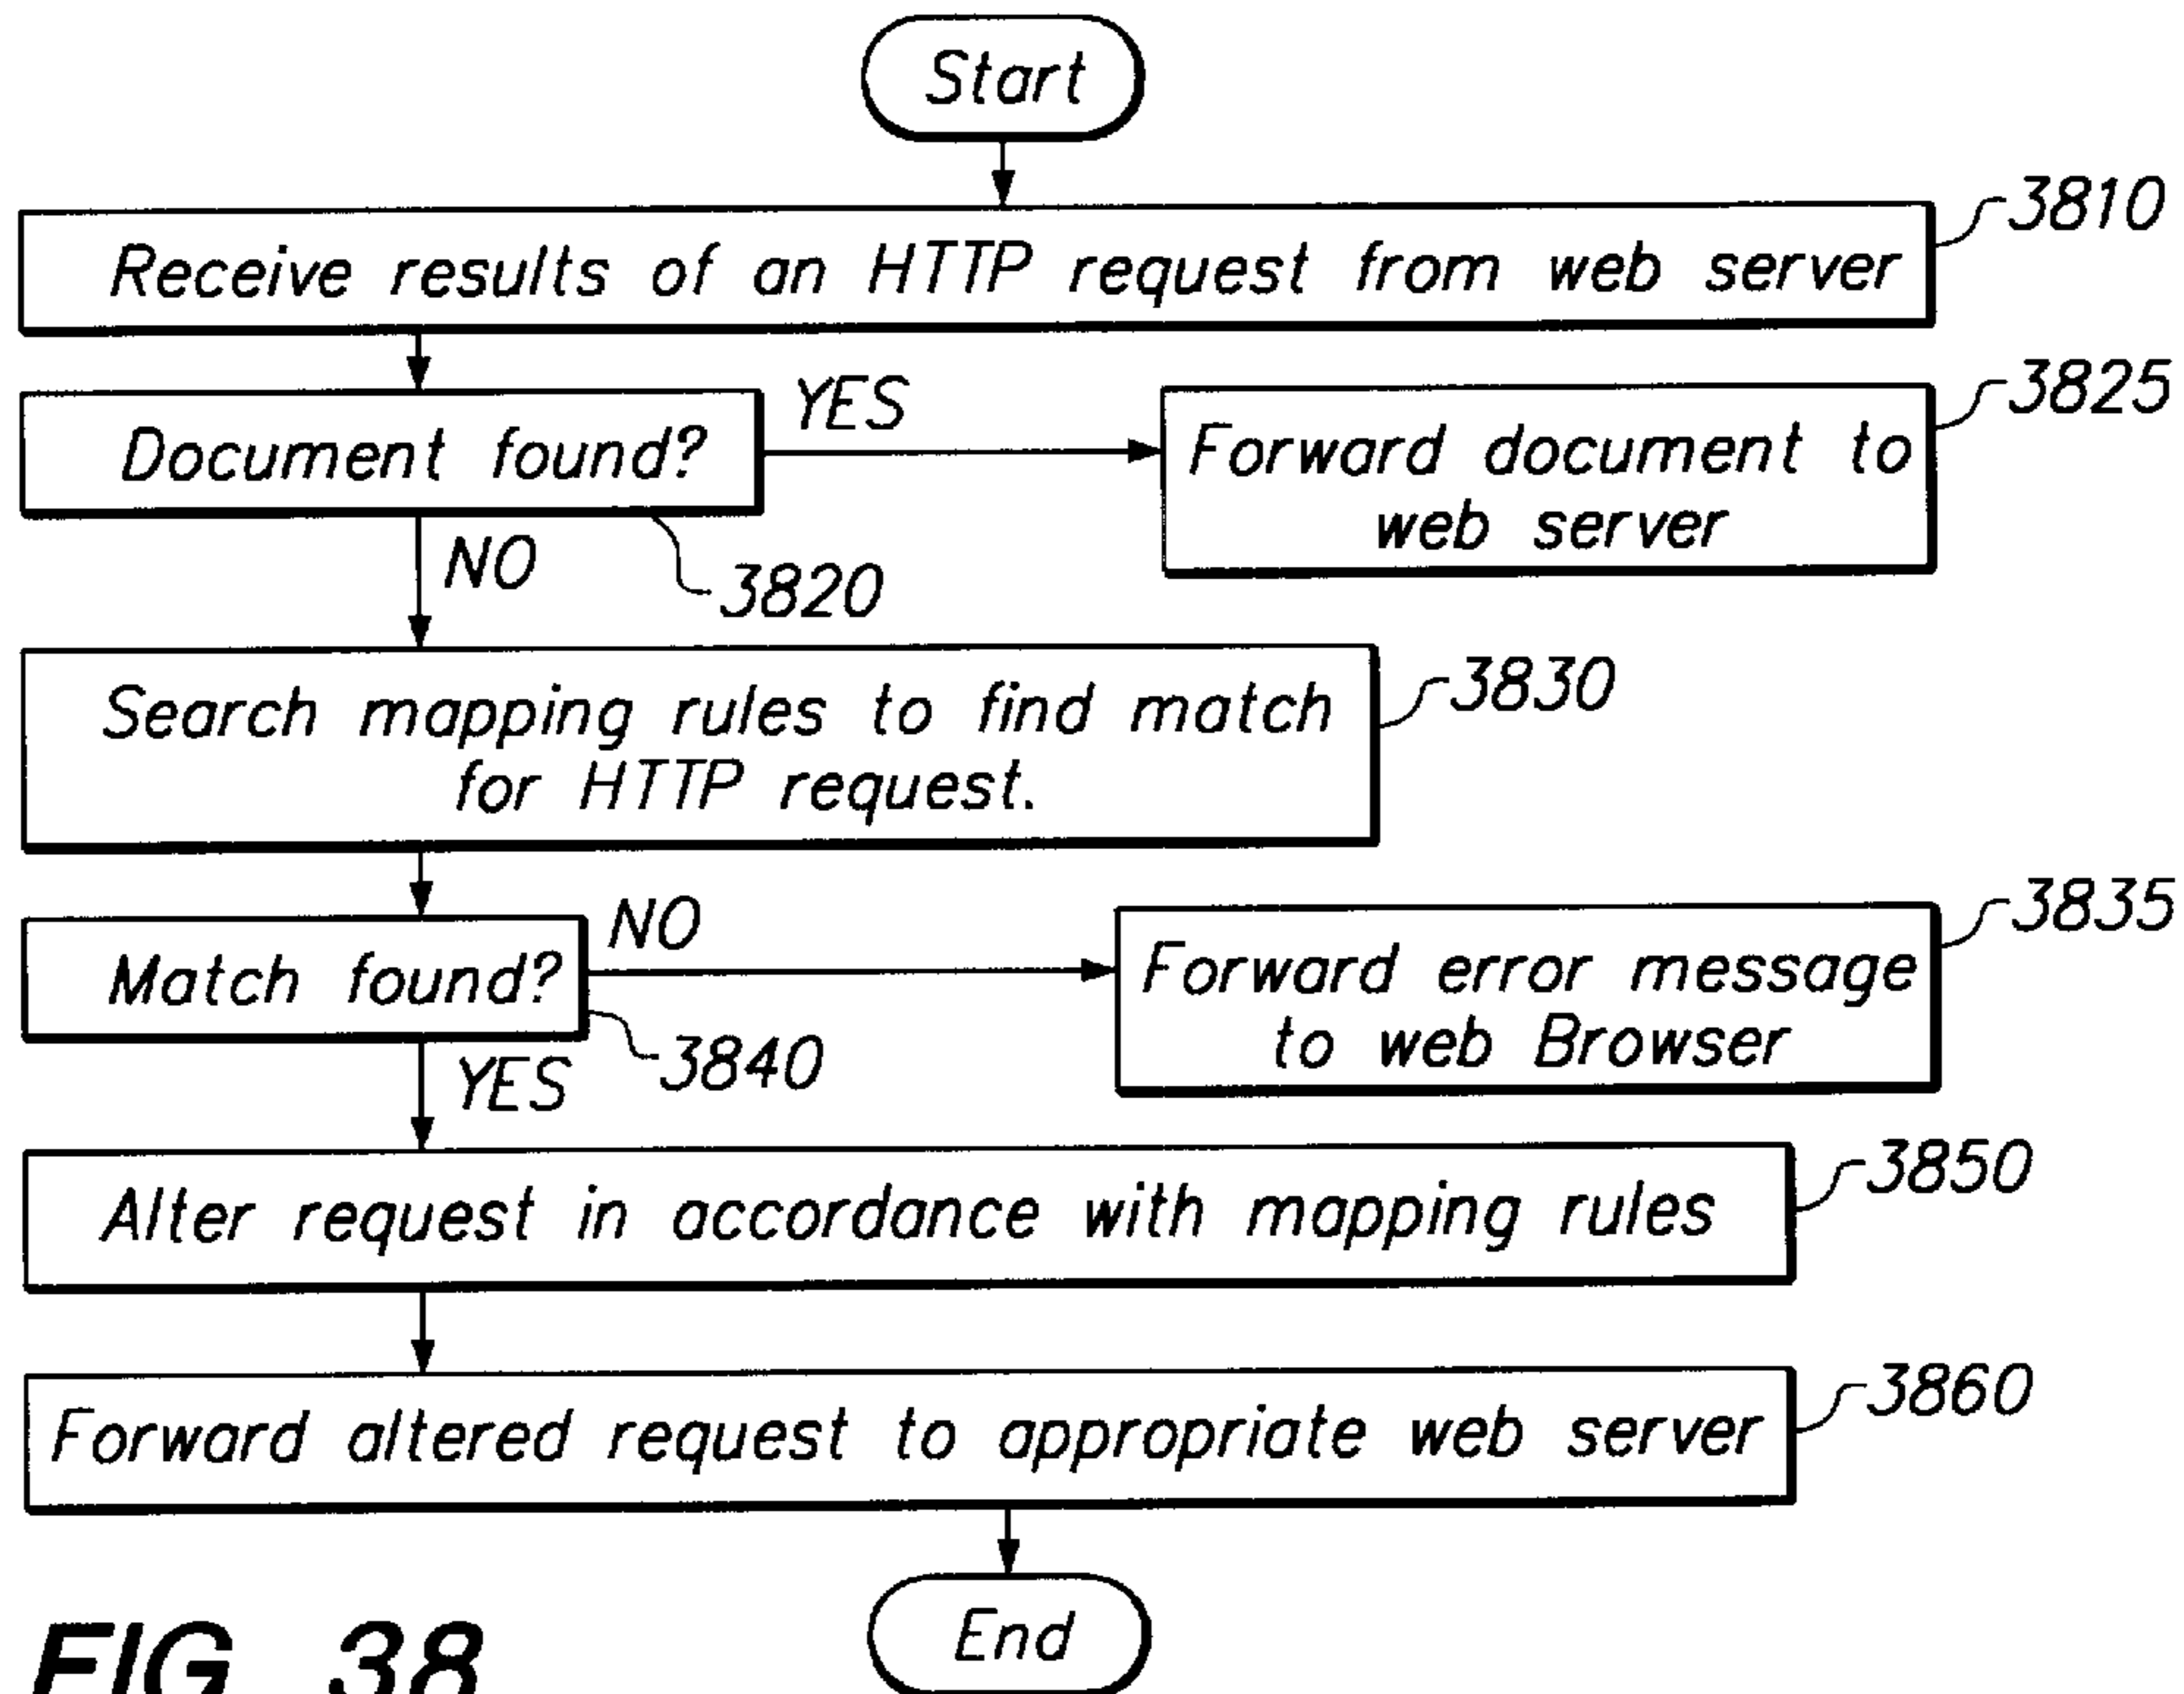 Start
3810
Receive results of an HTTP request from web server
3825
YES
Document found?
Forward document to
web server
NO
3820
Search mapping rules to find match
for HTTP request.
3830
3835
NO
Match found?
Forward error message
to web Browser
3840
YES
3850
Alter request in accordance with mapping rules
3860
Forward altered request to appropriate web server
End
FIG. 38